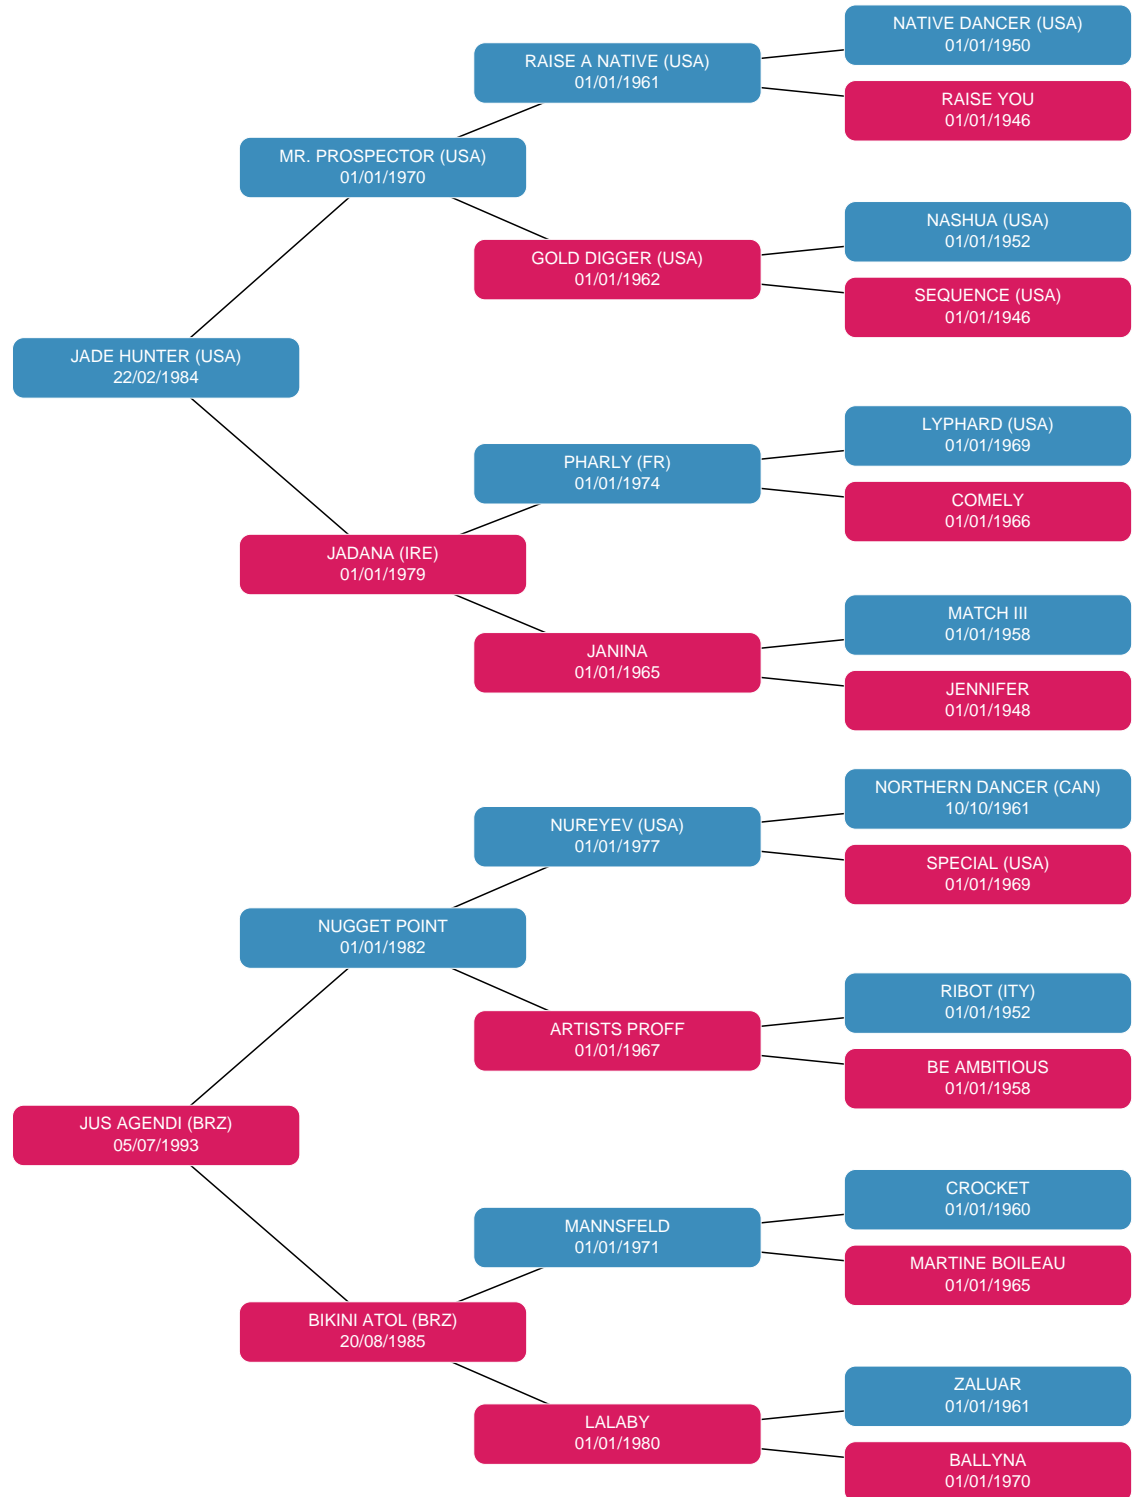 NATIVE DANCER (USA)
01/01/1950
RAISE A NATIVE (USA)
01/01/1961
RAISE YOU
01/01/1946
MR. PROSPECTOR (USA)
01/01/1970
NASHUA (USA)
01/01/1952
GOLD DIGGER (USA)
01/01/1962
SEQUENCE (USA)
01/01/1946
JADE HUNTER (USA)
22/02/1984
LYPHARD (USA)
01/01/1969
PHARLY (FR)
01/01/1974
COMELY
01/01/1966
JADANA (IRE)
01/01/1979
MATCH III
01/01/1958
JANINA
01/01/1965
JENNIFER
01/01/1948
NORTHERN DANCER (CAN)
10/10/1961
NUREYEV (USA)
01/01/1977
SPECIAL (USA)
01/01/1969
NUGGET POINT
01/01/1982
RIBOT (ITY)
01/01/1952
ARTISTS PROFF
01/01/1967
BE AMBITIOUS
01/01/1958
JUS AGENDI (BRZ)
05/07/1993
CROCKET
01/01/1960
MANNSFELD
01/01/1971
MARTINE BOILEAU
01/01/1965
BIKINI ATOL (BRZ)
20/08/1985
ZALUAR
01/01/1961
LALABY
01/01/1980
BALLYNA
01/01/1970